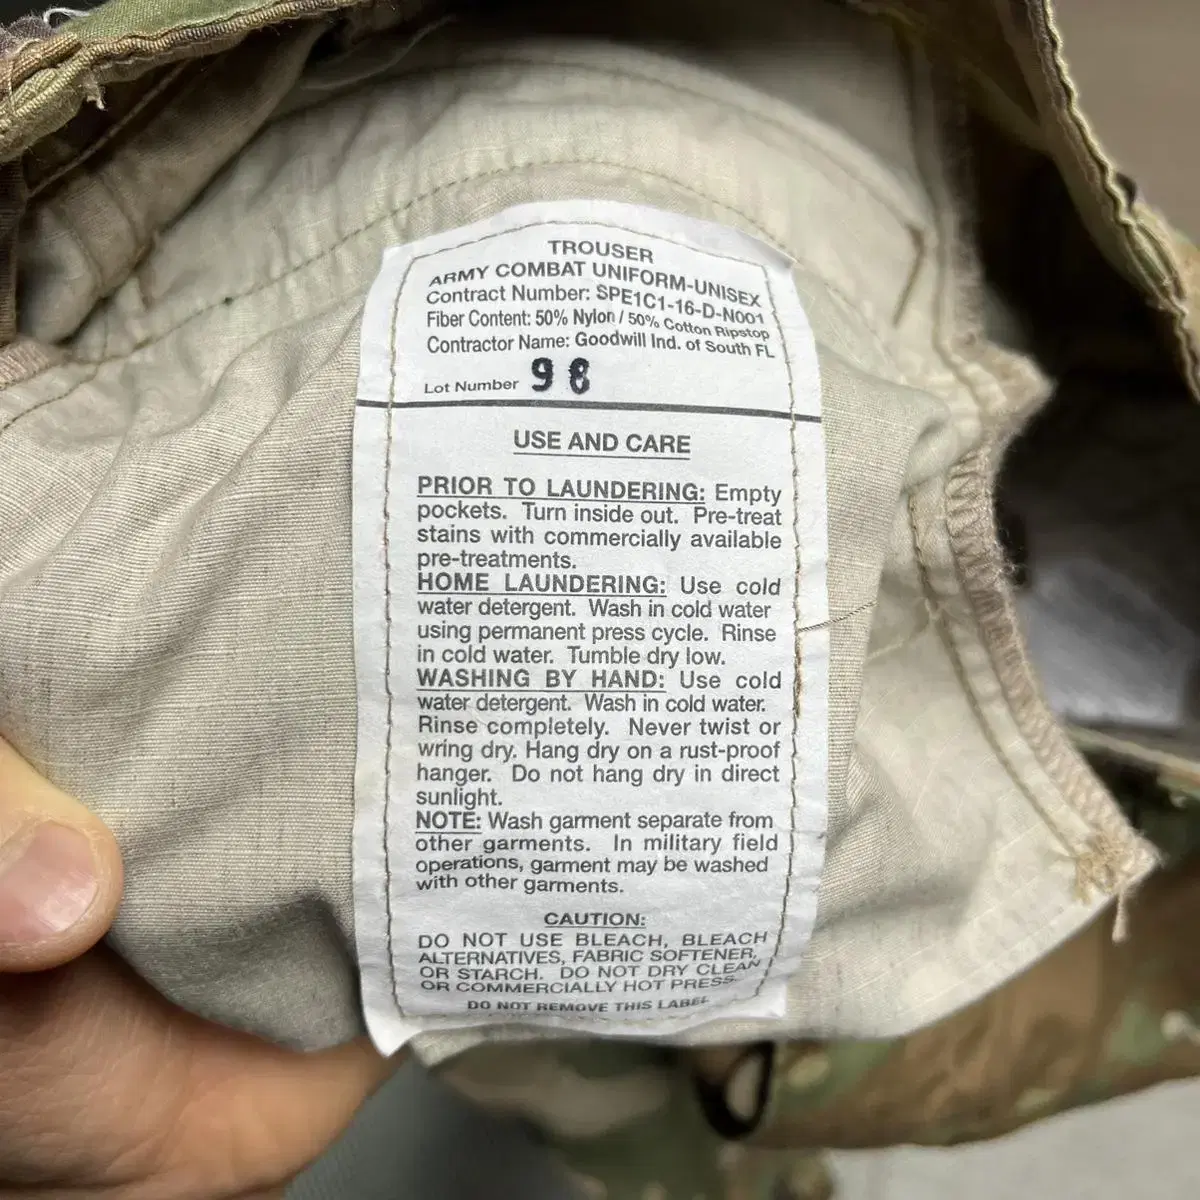 TROUSER
ARMY COMBAT UNIFORM-UNISEX
Contract Number: SPE1C1-16-D-N001
Fiber Content: 50% Nylon / 50% Cotton Ripstop
Contractor Name: Goodwill Ind. of South FL
Lot Number 98
USE AND CARE
PRIOR TO LAUNDERING: Empty
pockets. Turn inside out. Pre-treat
stains with commercially available
pre-treatments.
HOME LAUNDERING: Use cold
water detergent. Wash in cold water
using permanent press cycle. Rinse
in cold water. Tumble dry low.
WASHING BY HAND: Use cold
water detergent. Wash in cold water.
Rinse completely. Never twist or
wring dry. Hang dry on a rust-proof
hanger. Do not hang dry in direct
sunlight.
NOTE: Wash garment separate from
other garments. In military field
operations, garment may be washed
with other garments.
CAUTION:
DO NOT USE BLEACH, BLEACH
ALTERNATIVES, FABRIC SOFTENER,
OR STARCH. DO NOT DRY CLEAN
OR COMMERCIALLY HOT PRESS.
DO NOT REMOVE THIS LABEL